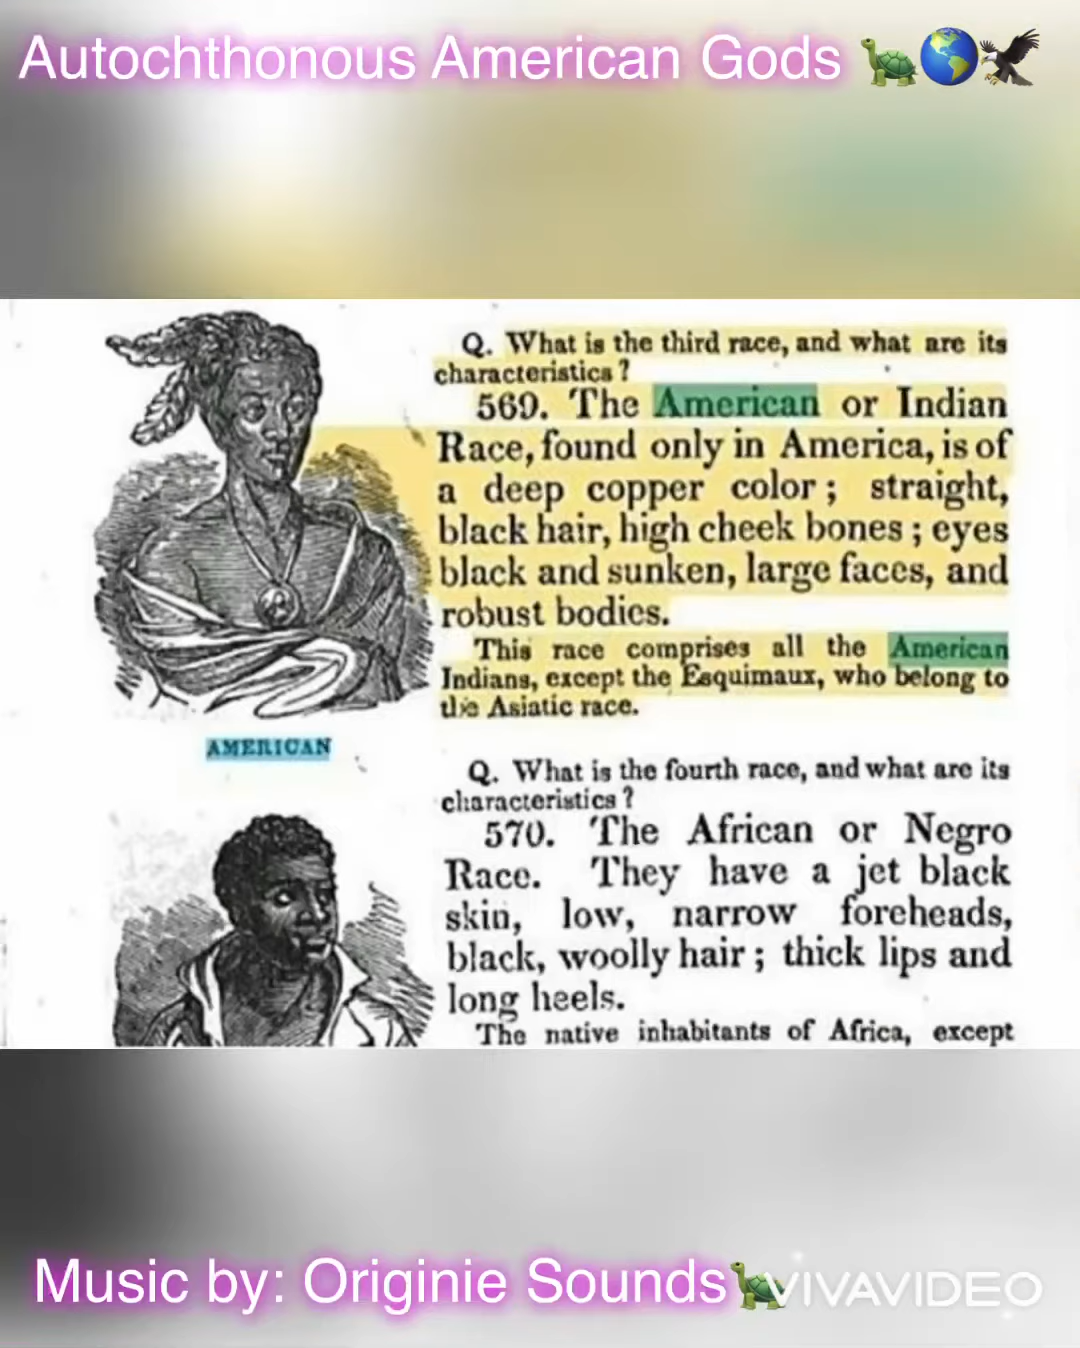 Autochthonous American Gods 🐢🌎🦅
Q. What is the third race, and what are its
characteristics?
569. The American or Indian
Race, found only in America, is of
a deep copper color; straight,
black hair, high cheek bones; eyes
black and sunken, large faces, and
robust bodies.
This race comprises all the American
Indians, except the Esquimaux, who belong to
the Asiatic race.
AMERICAN
Q. What is the fourth race, and what are its
characteristics?
570. The African or Negro
Race. They have a jet black
skin, low, narrow foreheads,
black, woolly hair; thick lips and
long heels.
The native inhabitants of Africa, except
Music by: Originie Sounds🐢
VIVAVIDEO